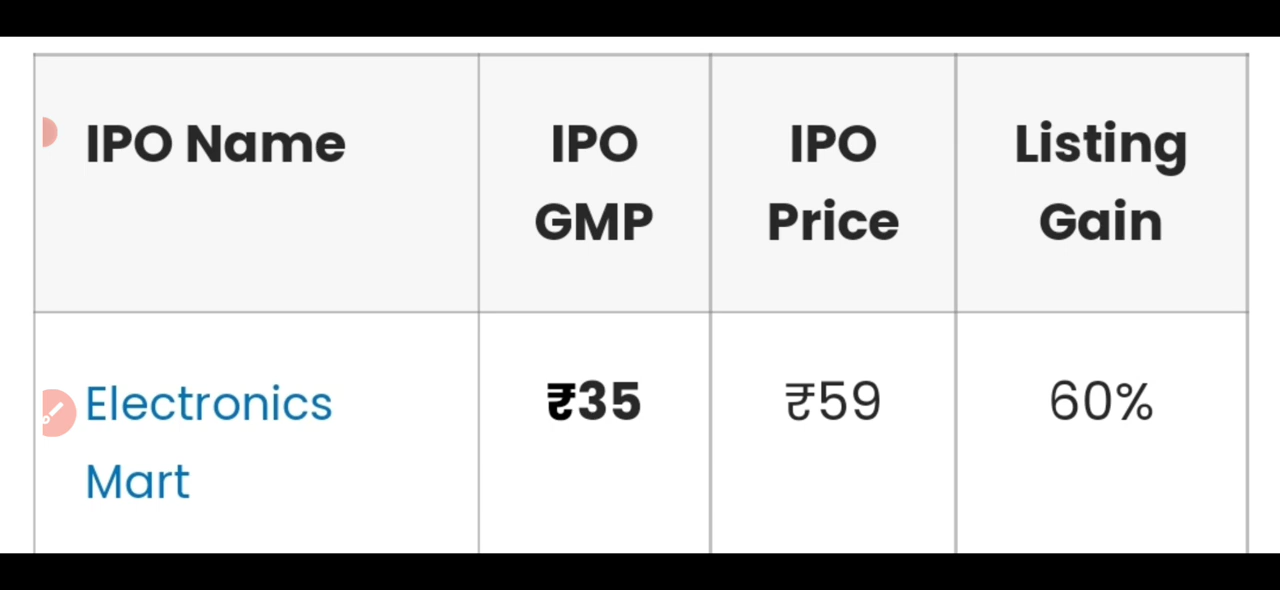 IPO Name
IPO
GMP
IPO
Price
Listing
Gain
Electronics
Mart
₹35
₹59
60%